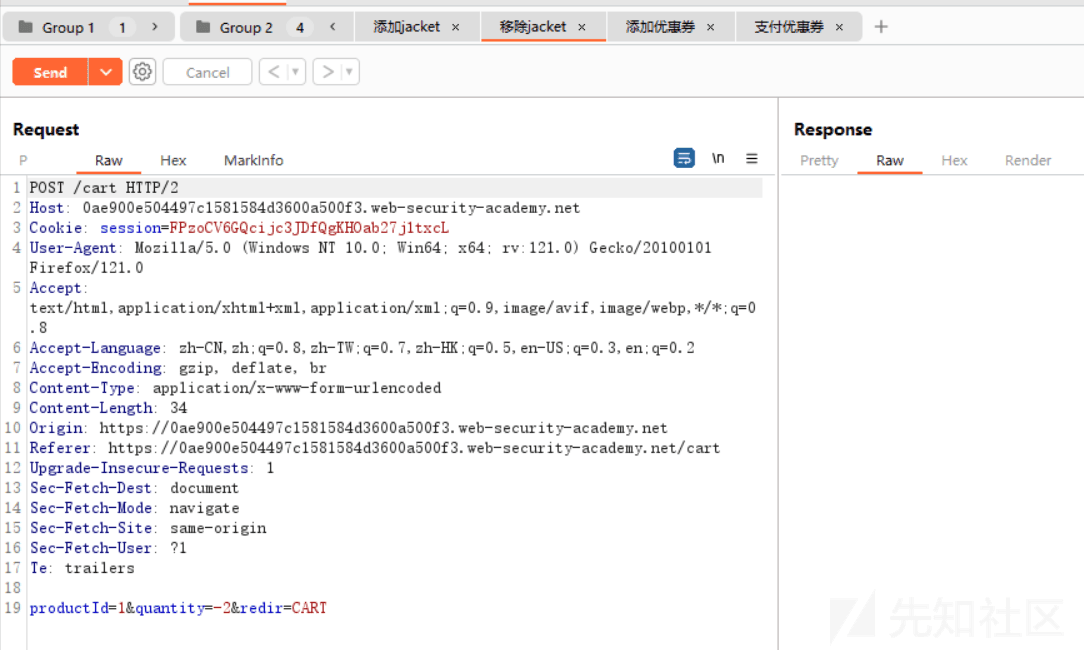 Group 1 1 > Group 2 4 < 添加jacket × 移除jacket × 添加优惠券 × 支付优惠券 × +
Send Cancel < ▼ > ▼
Request
P Raw Hex MarkInfo \n
1 POST /cart HTTP/2
2 Host: 0ae900e504497c1581584d3600a500f3.web-security-academy.net
3 Cookie: session=FPzoCV6GQcijc3JDfQgKHOab27jltxcL
4 User-Agent: Mozilla/5.0 (Windows NT 10.0; Win64; x64; rv:121.0) Gecko/20100101
Firefox/121.0
5 Accept:
text/html,application/xhtml+xml,application/xml;q=0.9,image/avif,image/webp,*/*;q=0
.8
6 Accept-Language: zh-CN,zh;q=0.8,zh-TW;q=0.7,zh-HK;q=0.5,en-US;q=0.3,en;q=0.2
7 Accept-Encoding: gzip, deflate, br
8 Content-Type: application/x-www-form-urlencoded
9 Content-Length: 34
10 Origin: https://0ae900e504497c1581584d3600a500f3.web-security-academy.net
11 Referer: https://0ae900e504497c1581584d3600a500f3.web-security-academy.net/cart
12 Upgrade-Insecure-Requests: 1
13 Sec-Fetch-Dest: document
14 Sec-Fetch-Mode: navigate
15 Sec-Fetch-Site: same-origin
16 Sec-Fetch-User: ?1
17 Te: trailers
18
19 productId=1&quantity=-2&redir=CART
Response
Pretty Raw Hex Render
先知社区